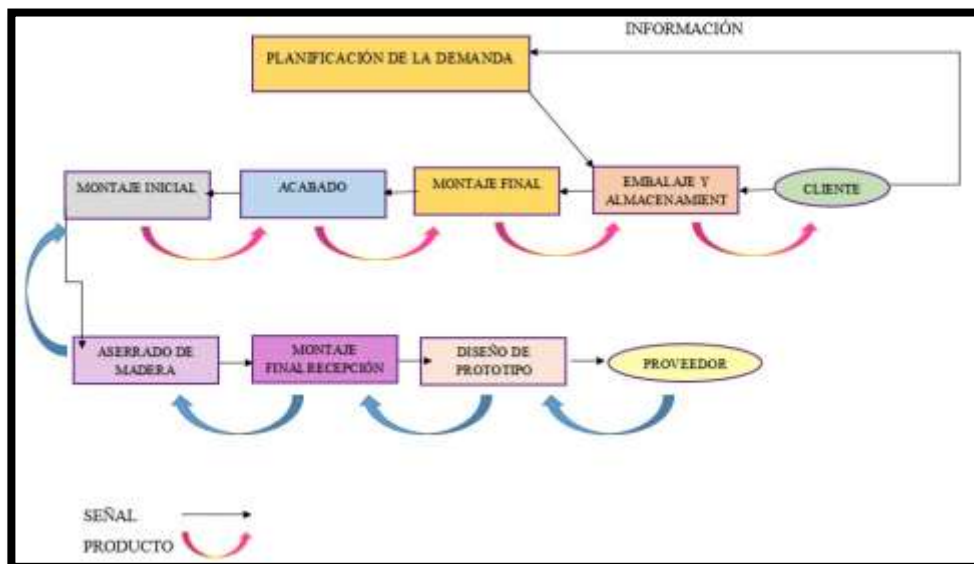 INFORMACIÓN
PLANIFICACIÓN DE LA DEMANDA
MONTAJE INICIAL
ACABADO
MONTAJE FINAL
EMBALAJE Y
ALMACENAMIENT
CLIENTE
ASERRADO DE
MADERA
MONTAJE
FINAL RECEPCIÓN
DISEÑO DE
PROTOTIPO
PROVEEDOR
SEÑAL
PRODUCTO